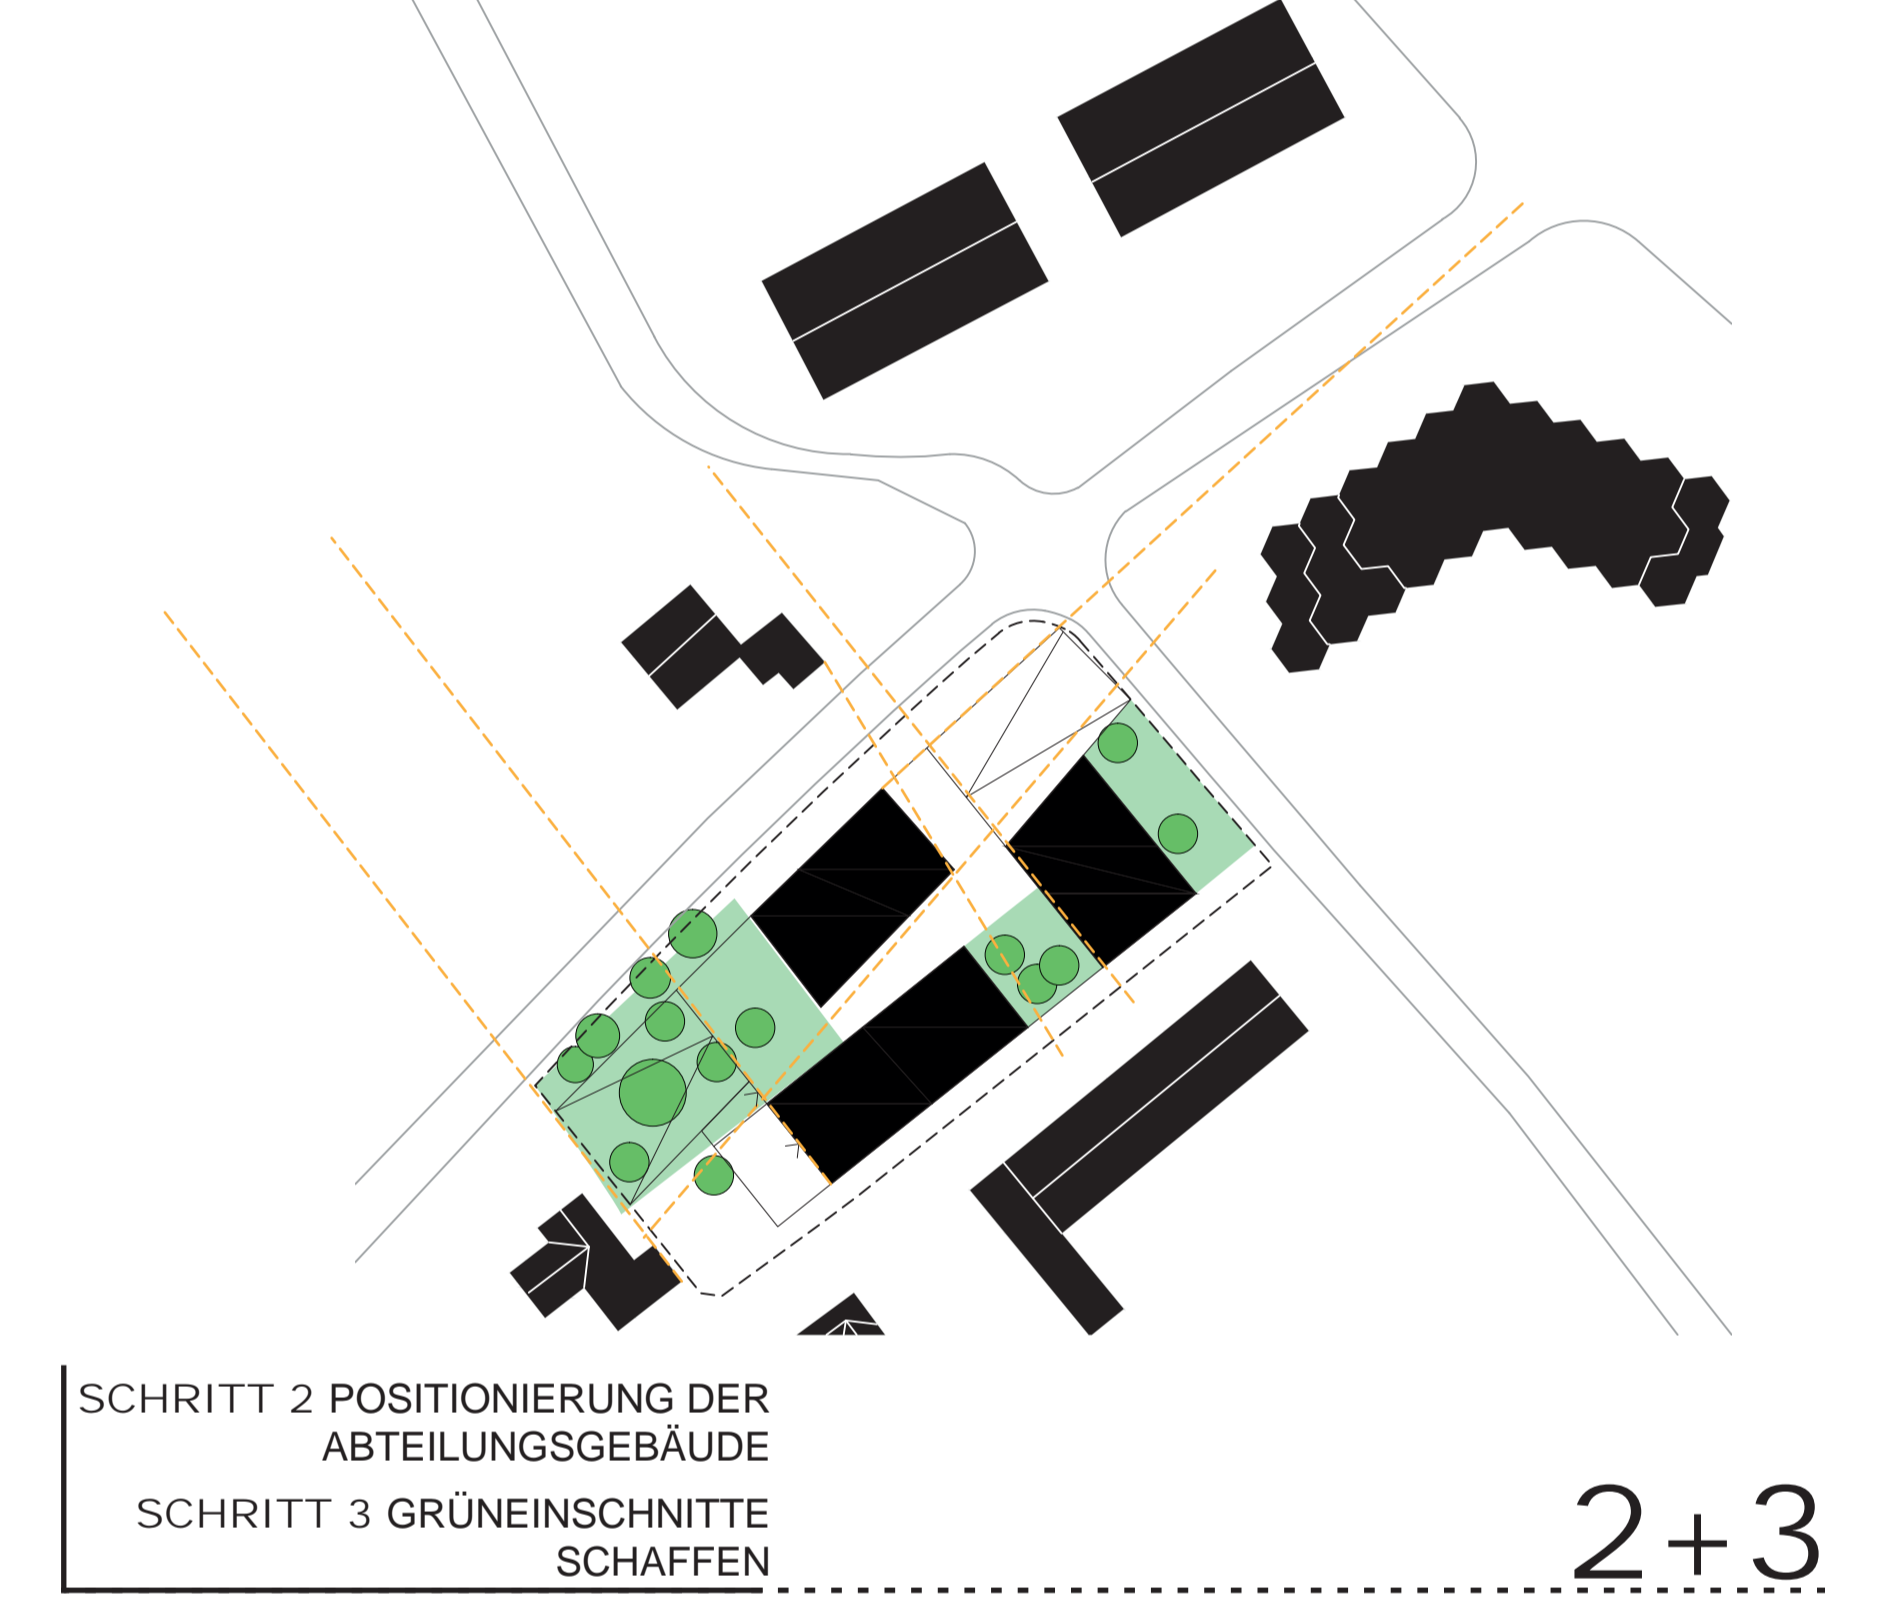 SCHRITT 2 POSITIONIERUNG DER
ABTEILUNGSGEBÄUDE
SCHRITT 3 GRÜNEINSCHNITTE
SCHAFFEN
2+3